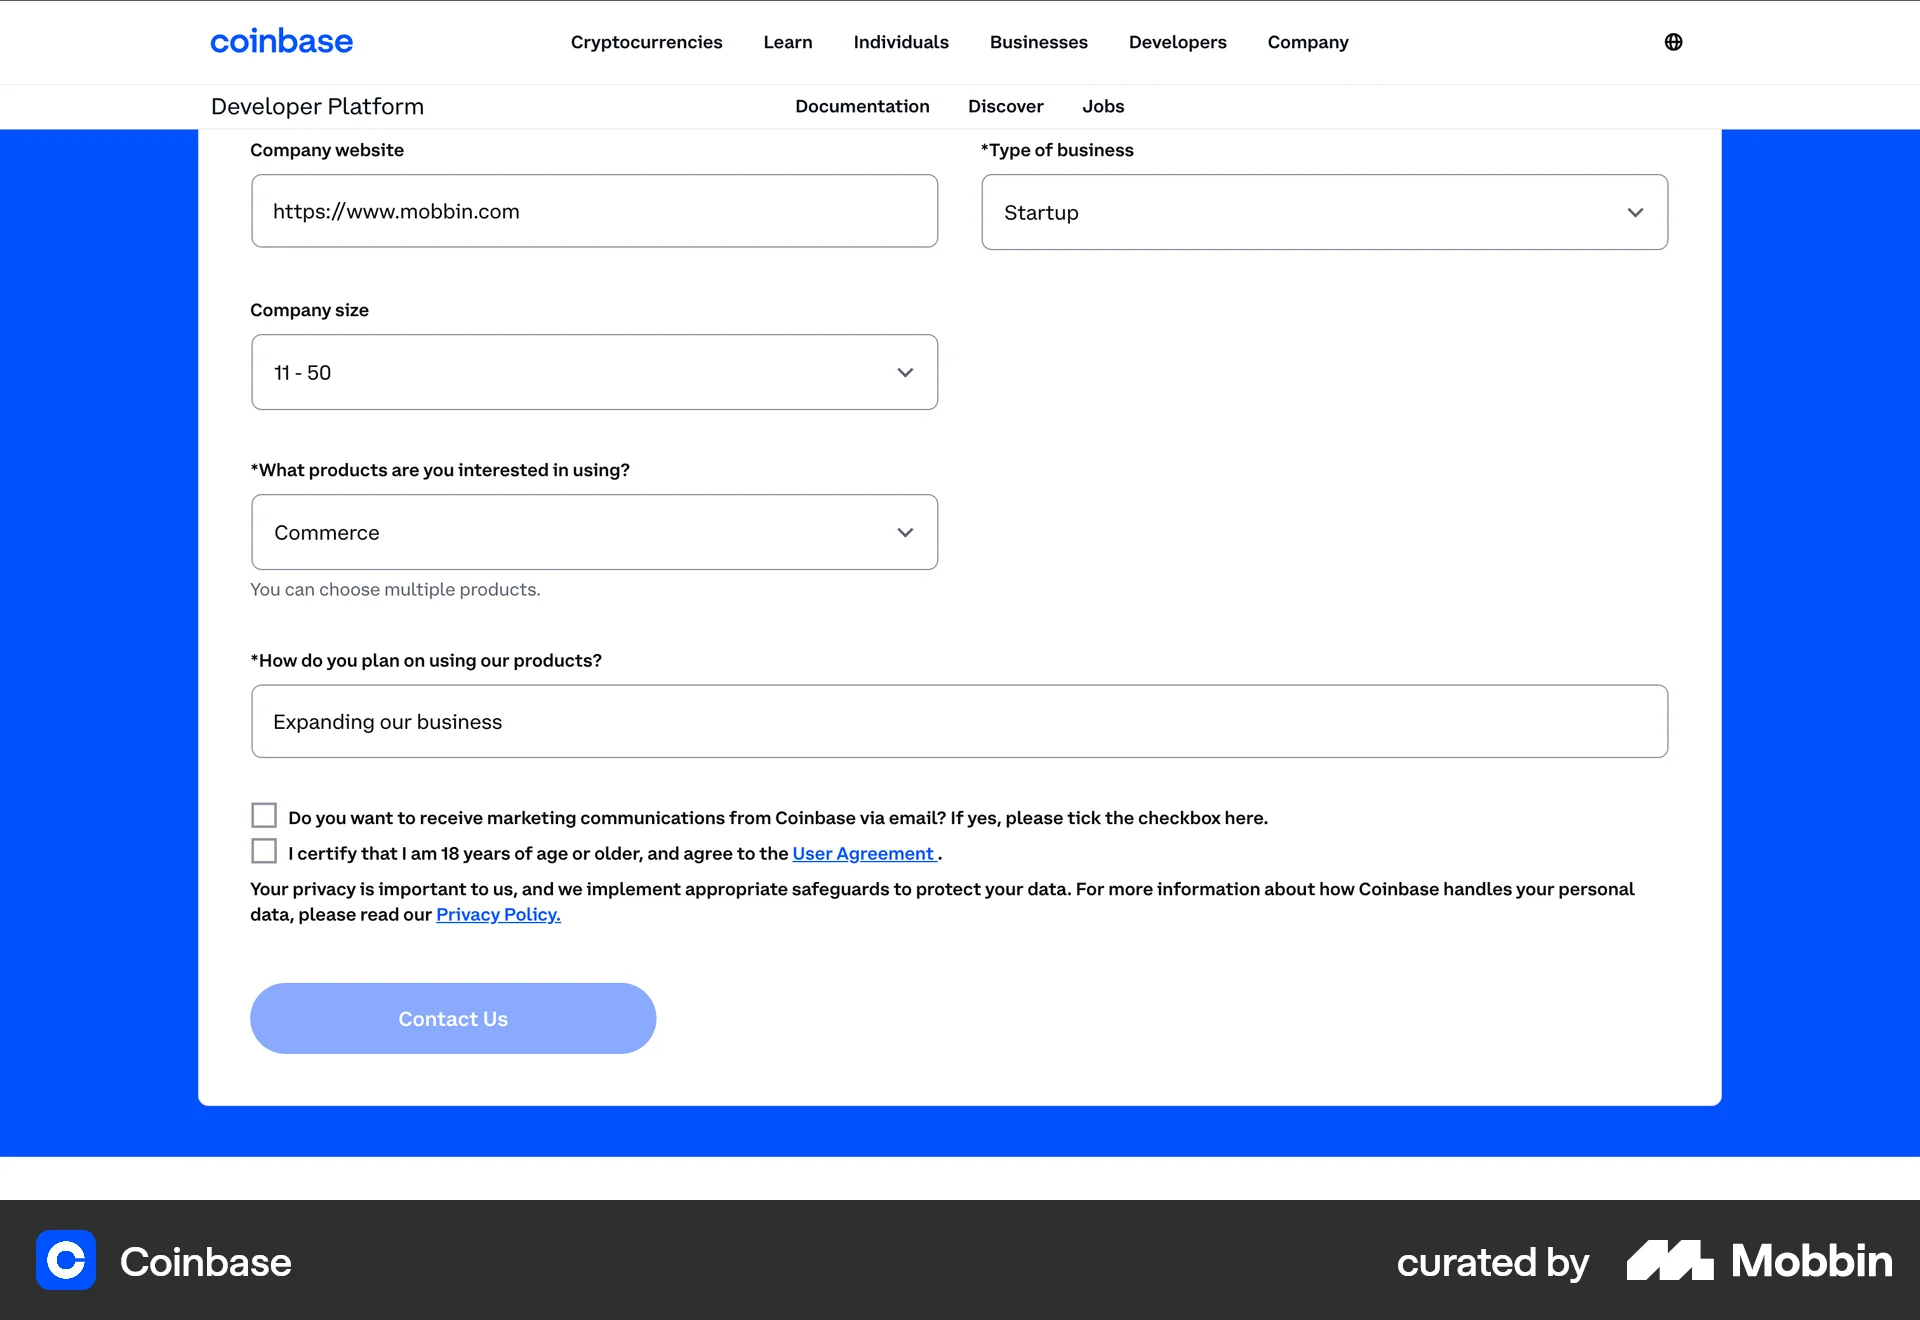 coinbase
Cryptocurrencies Learn Individuals Businesses Developers Company
Developer Platform
Documentation Discover Jobs
Company website
https://www.mobbin.com
*Type of business
Startup
Company size
11 - 50
*What products are you interested in using?
Commerce
You can choose multiple products.
*How do you plan on using our products?
Expanding our business
Do you want to receive marketing communications from Coinbase via email? If yes, please tick the checkbox here.
I certify that I am 18 years of age or older, and agree to the User Agreement .
Your privacy is important to us, and we implement appropriate safeguards to protect your data. For more information about how Coinbase handles your personal
data, please read our Privacy Policy.
Contact Us
Coinbase
curated by Mobbin